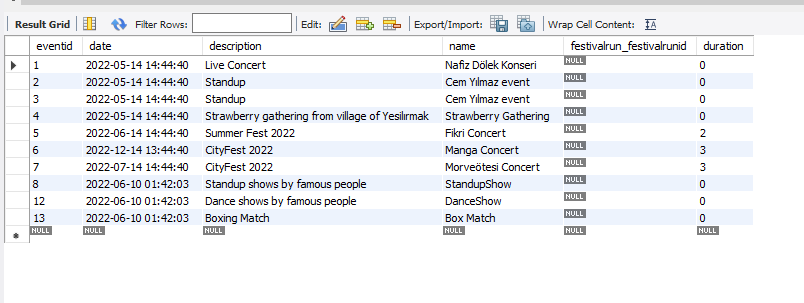 Result Grid Filter Rows: Edit: Export/Import: Wrap Cell Content: IA
eventid date description name festivalrun_festivalrunid duration
1 2022-05-14 14:44:40 Live Concert Nafiz Dölek Konseri NULL 0
2 2022-05-14 14:44:40 Standup Cem Yılmaz event NULL 0
3 2022-05-14 14:44:40 Standup Cem Yılmaz event NULL 0
4 2022-05-14 14:44:40 Strawberry gathering from village of Yesilırmak Strawberry Gathering NULL 0
5 2022-06-14 14:44:40 Summer Fest 2022 Fikri Concert NULL 2
6 2022-12-14 13:44:40 CityFest 2022 Manga Concert NULL 3
7 2022-07-14 14:44:40 CityFest 2022 Morveötesi Concert NULL 3
8 2022-06-10 01:42:03 Standup shows by famous people StandupShow NULL 0
12 2022-06-10 01:42:03 Dance shows by famous people DanceShow NULL 0
13 2022-06-10 01:42:03 Boxing Match Box Match NULL 0
NULL NULL NULL NULL NULL NULL